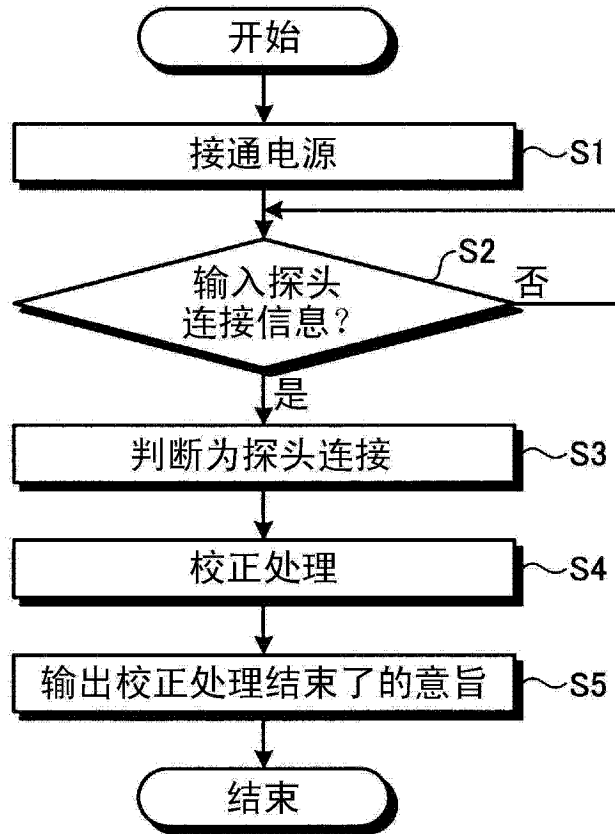 开始
接通电源
S1
S2
输入探头
连接信息?
否
是
判断为探头连接
S3
校正处理
S4
输出校正处理结束了的意旨
S5
结束